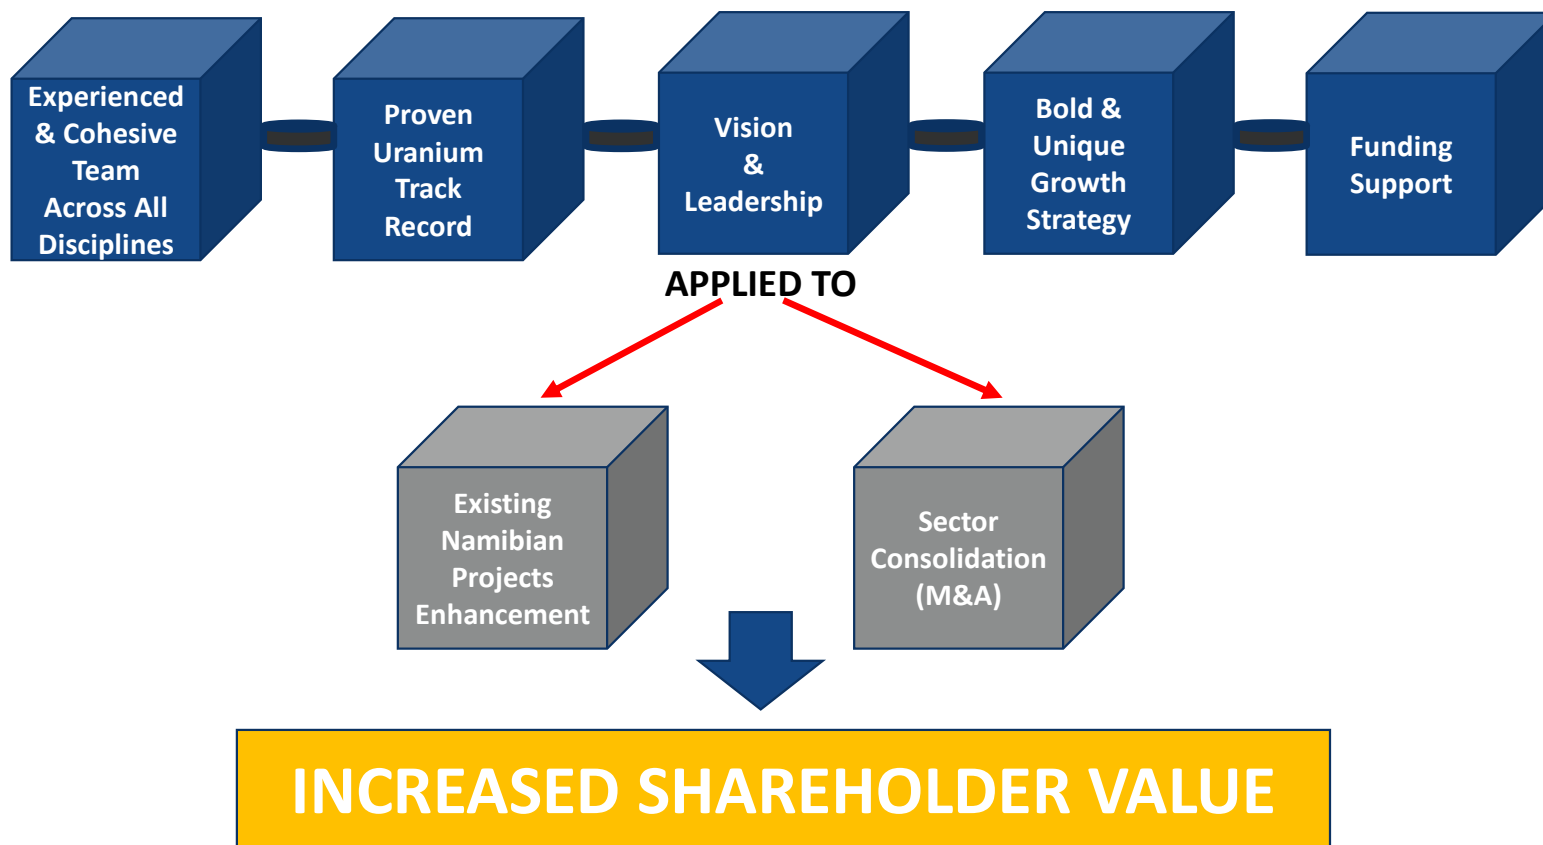 Experienced
& Cohesive
Team
Across All
Disciplines
Proven
Uranium
Track
Record
Vision
&
Leadership
Bold &
Unique
Growth
Strategy
Funding
Support
APPLIED TO
Existing
Namibian
Projects
Enhancement
Sector
Consolidation
(M&A)
INCREASED SHAREHOLDER VALUE